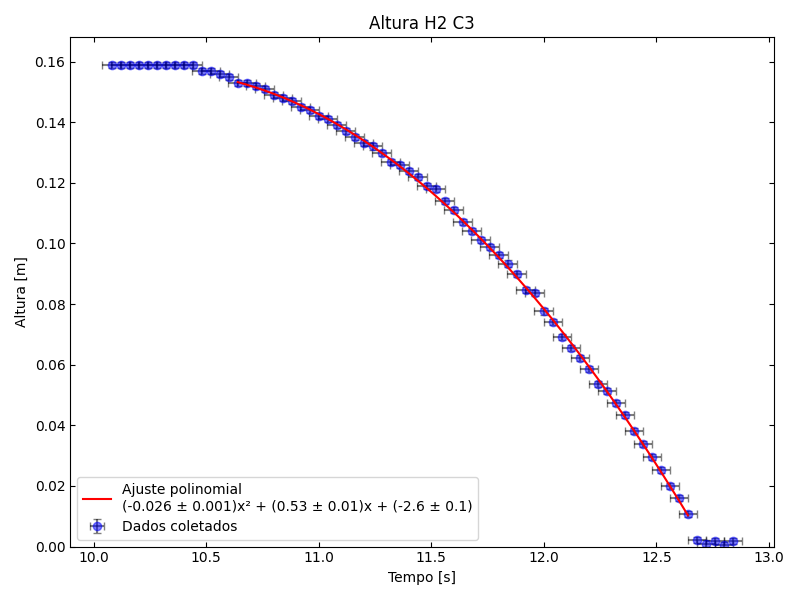 Altura H2 C3
Altura [m]
0.16
0.14
0.12
0.10
0.08
0.06
0.04
0.02
0.00
Ajuste polinomial
(-0.026 ± 0.001)x² + (0.53 ± 0.01)x + (-2.6 ± 0.1)
Dados coletados
10.0 10.5 11.0 11.5 12.0 12.5 13.0
Tempo [s]